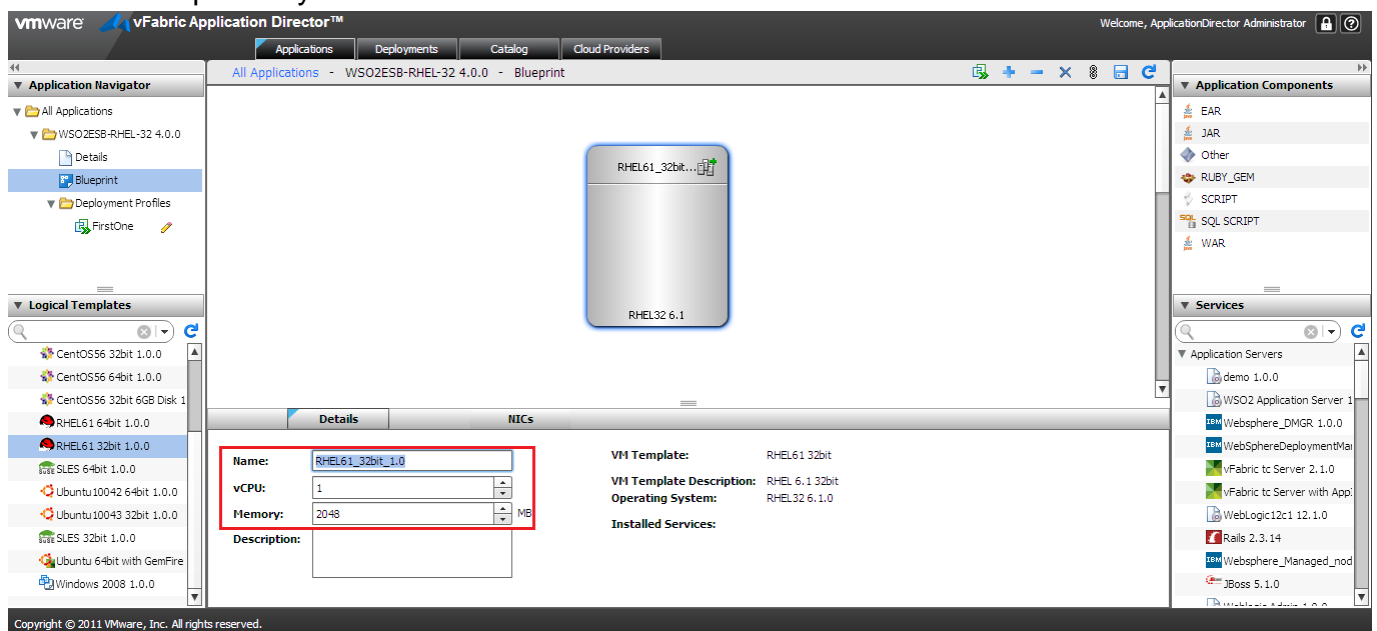 vmware vFabric Application Director™
Welcome, ApplicationDirector Administrator
Applications Deployments Catalog Cloud Providers
Application Navigator
All Applications
WSO2ESB-RHEL-32 4.0.0
Details
Blueprint
Deployment Profiles
FirstOne
Logical Templates
CentOS56 32bit 1.0.0
CentOS56 64bit 1.0.0
CentOS56 32bit 6GB Disk 1
RHEL61 64bit 1.0.0
RHEL61 32bit 1.0.0
SLES 64bit 1.0.0
Ubuntu10042 64bit 1.0.0
Ubuntu10043 32bit 1.0.0
SLES 32bit 1.0.0
Ubuntu 64bit with GemFire
Windows 2008 1.0.0
All Applications - WSO2ESB-RHEL-32 4.0.0 - Blueprint
RHEL61_32bit...
RHEL32 6.1
Details NICs
Name: RHEL61_32bit_1.0
vCPU: 1
Memory: 2048 MB
Description:
VM Template: RHEL61 32bit
VM Template Description: RHEL 6.1 32bit
Operating System: RHEL32 6.1.0
Installed Services:
Application Components
EAR
JAR
Other
RUBY_GEM
SCRIPT
SQL SCRIPT
WAR
Services
Application Servers
demo 1.0.0
WSO2 Application Server 1
Websphere_DMGR 1.0.0
WebSphereDeploymentMa
vFabric tc Server 2.1.0
vFabric tc Server with App
WebLogic12c1 12.1.0
Rails 2.3.14
Websphere_Managed_nod
JBoss 5.1.0
Copyright © 2011 VMware, Inc. All rights reserved.